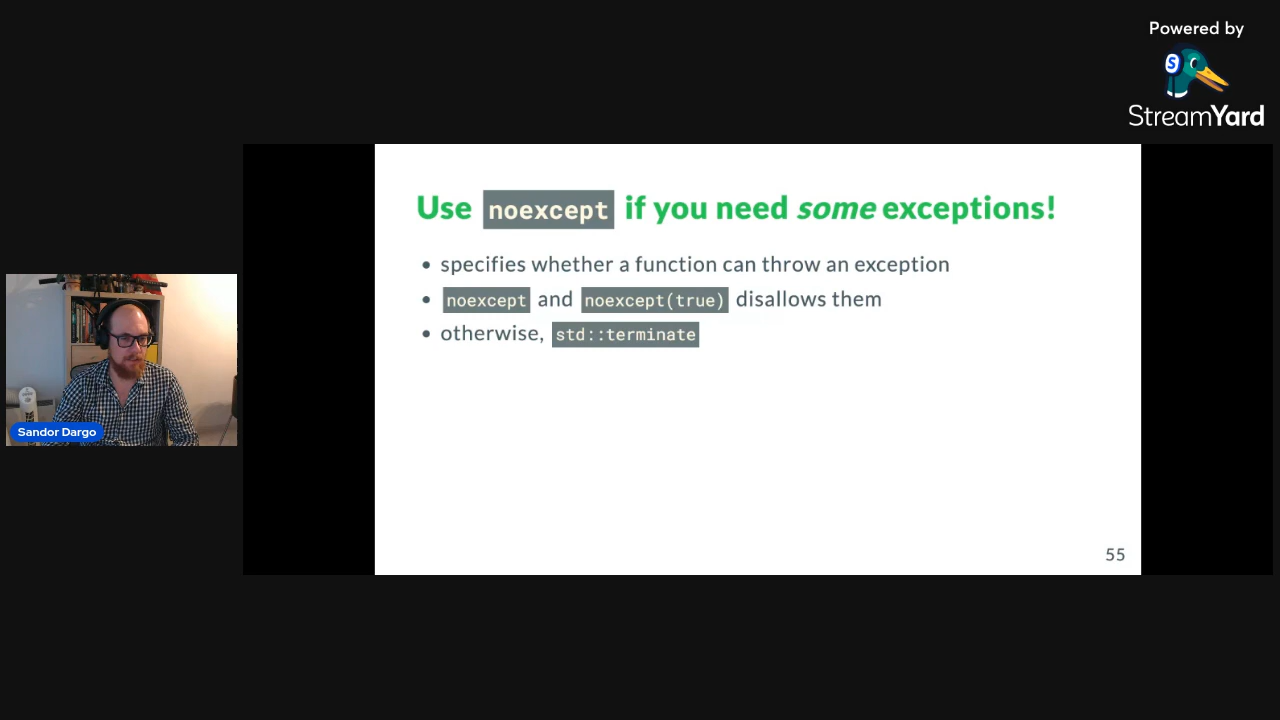 Powered by
S
StreamYard
Use noexcept if you need some exceptions!
• specifies whether a function can throw an exception
• noexcept and noexcept(true) disallows them
• otherwise, std::terminate
Sandor Dargo
55